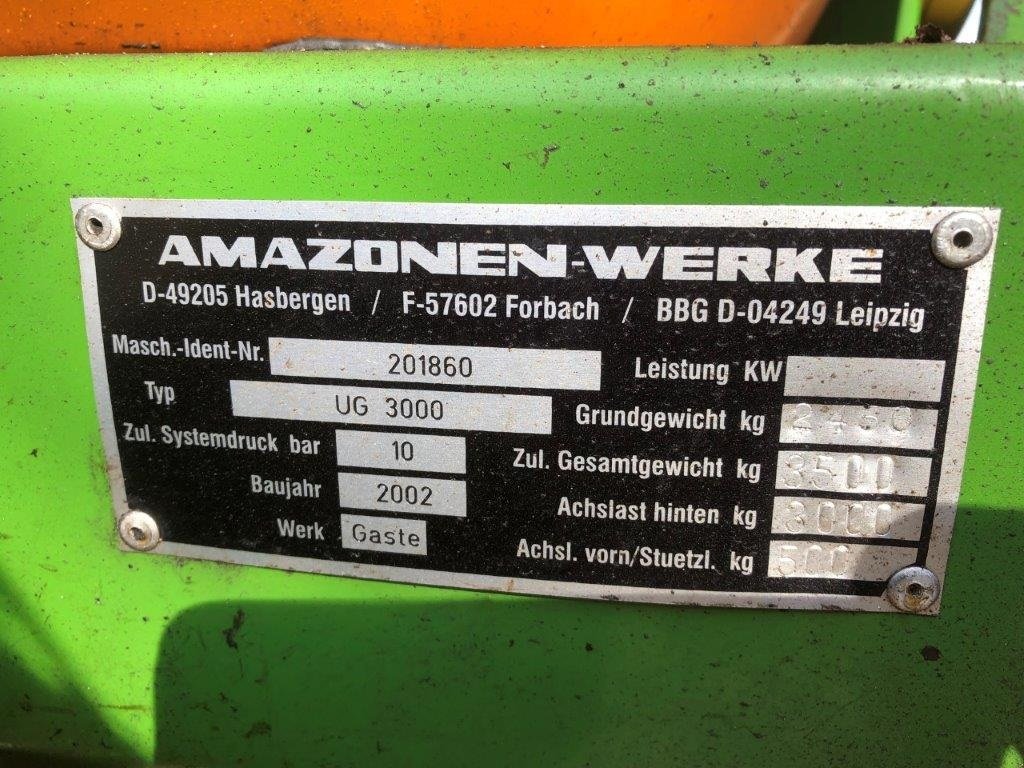 AMAZONEN-WERKE
D-49205 Hasbergen / F-57602 Forbach / BBG D-04249 Leipzig
Masch.-Ident-Nr. 201860
Typ UG 3000
Zul. Systemdruck bar 10
Baujahr 2002
Werk Gaste
Leistung KW
Grundgewicht kg
Zul. Gesamtgewicht kg 3500
Achslast hinten kg 3000
Achsl. vorn/Stuetzl. kg 500